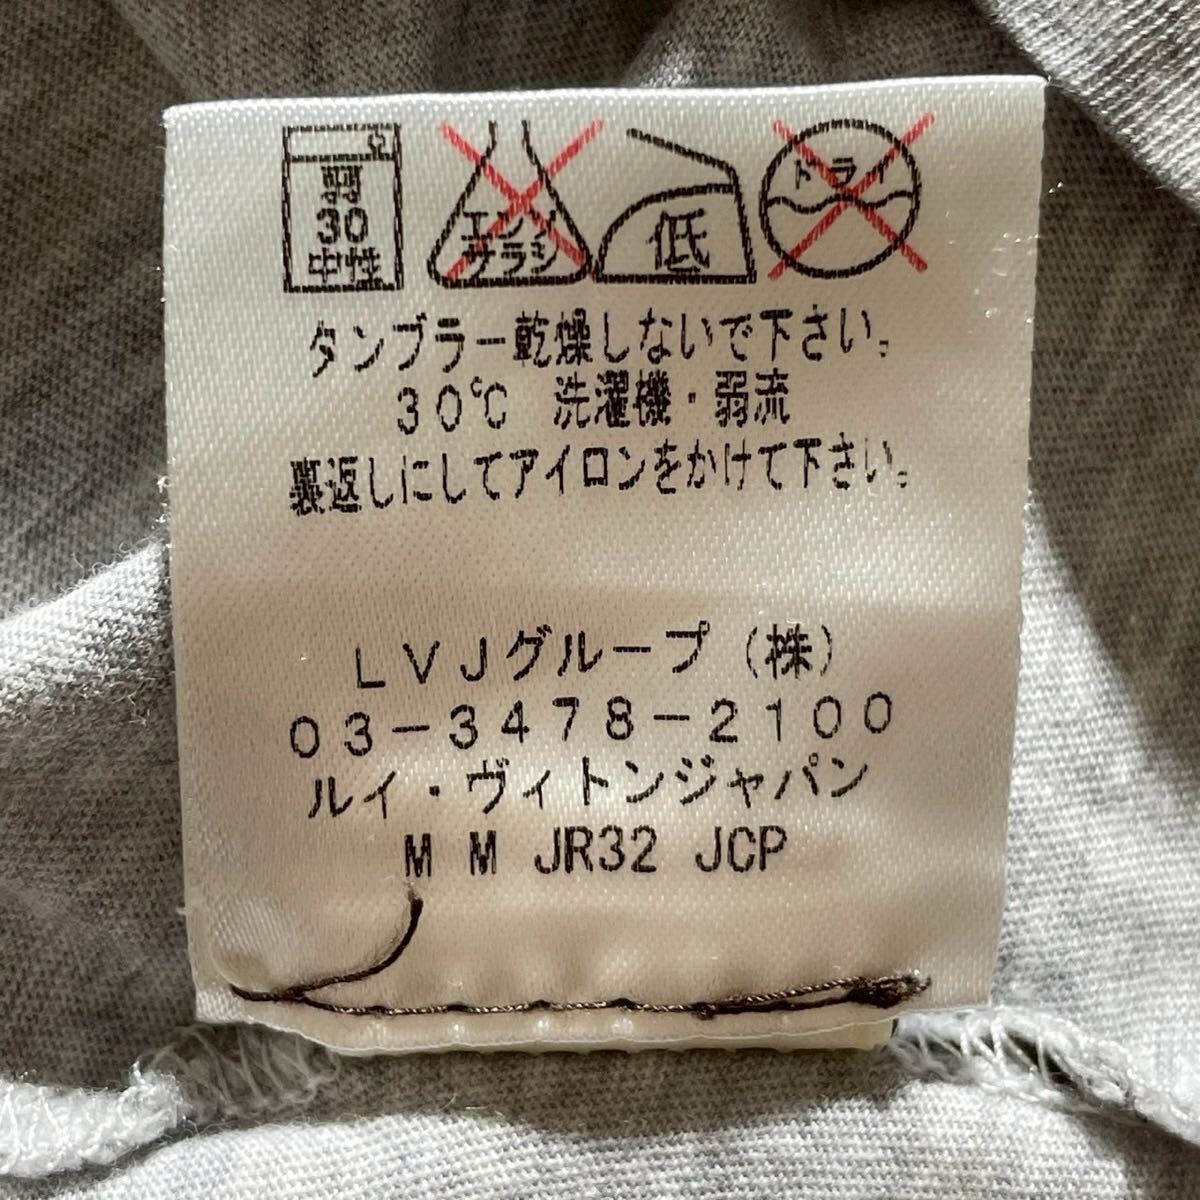 弱
30
中性
エンソ
サラシ
低
ドライ
タンブラー乾燥しないで下さい。
30℃ 洗濯機・弱流
裏返しにしてアイロンをかけて下さい。
LVJグループ(株)
03-3478-2100
ルイ・ヴィトンジャパン
M M JR32 JCP